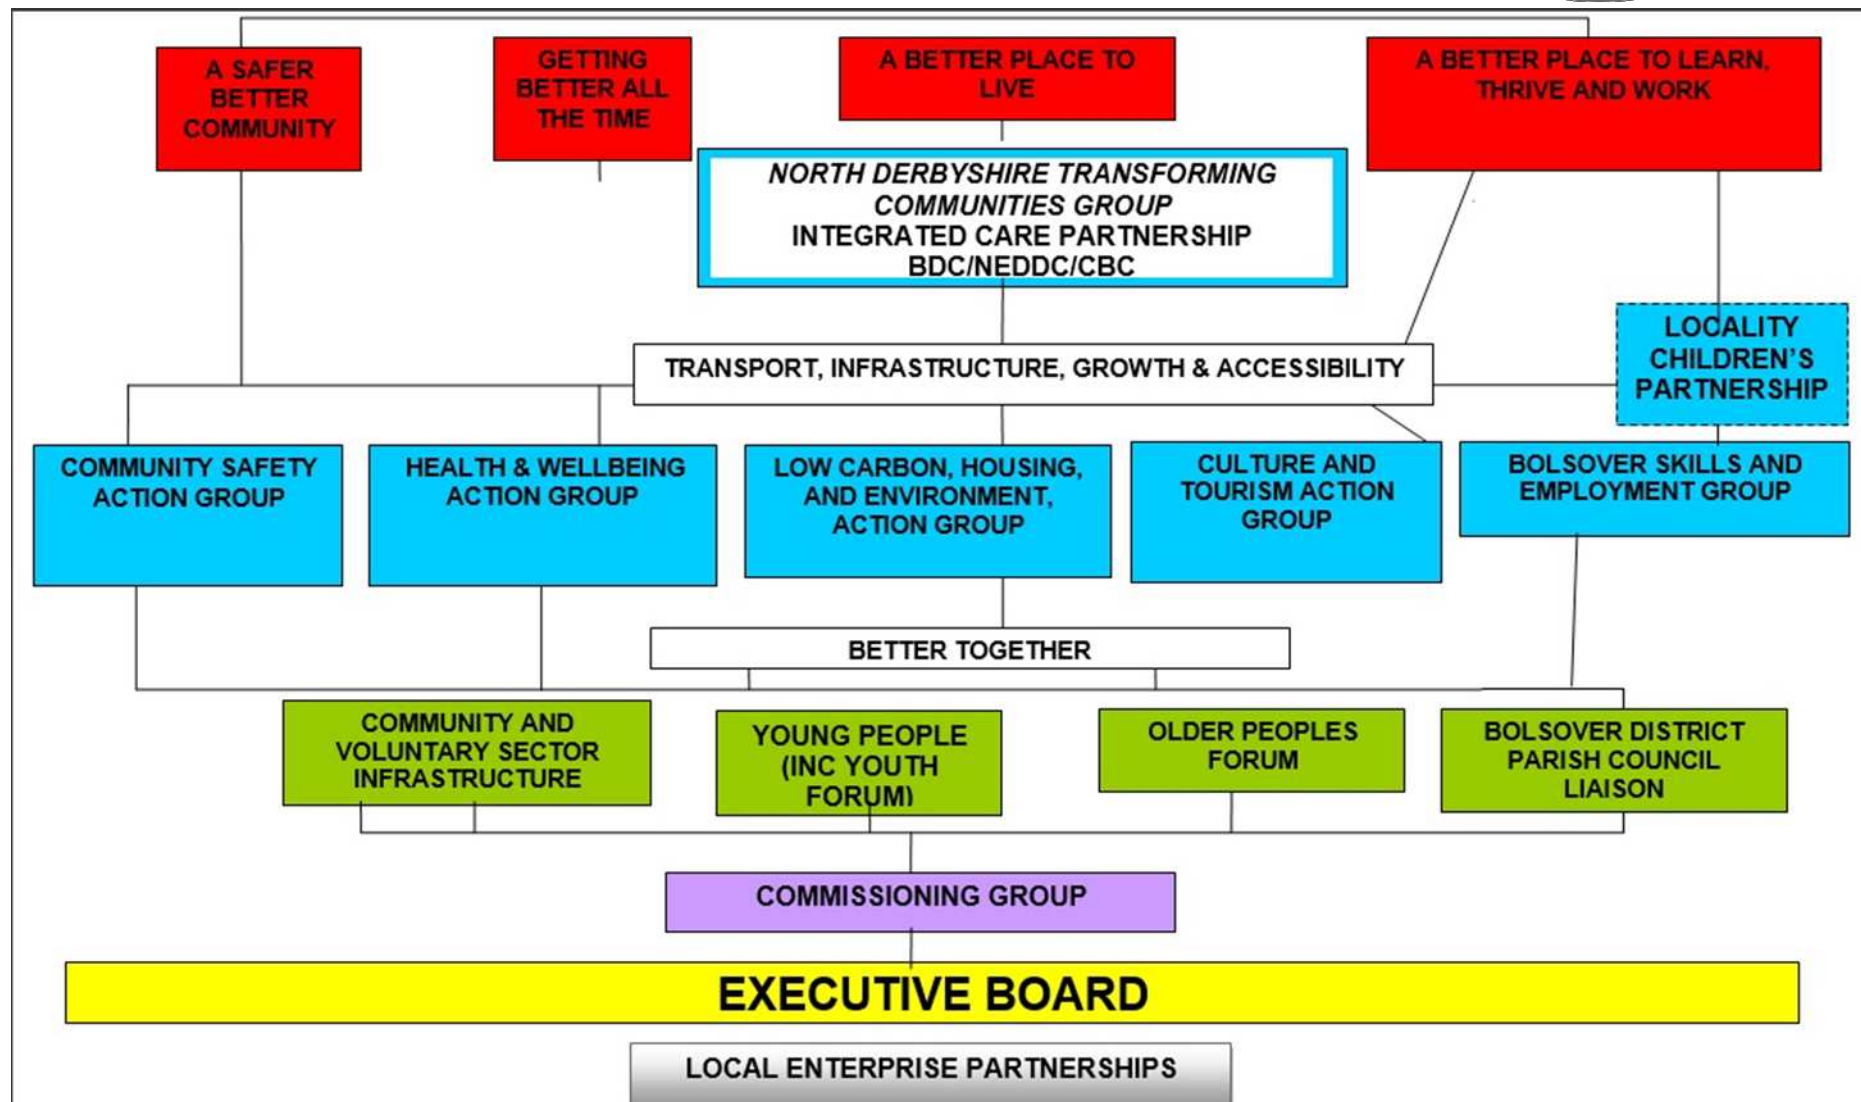 A SAFER
BETTER
COMMUNITY
GETTING
BETTER ALL
THE TIME
A BETTER PLACE TO
LIVE
A BETTER PLACE TO LEARN,
THRIVE AND WORK
NORTH DERBYSHIRE TRANSFORMING
COMMUNITIES GROUP
INTEGRATED CARE PARTNERSHIP
BDC/NEDDC/CBC
LOCALITY
CHILDREN'S
PARTNERSHIP
TRANSPORT, INFRASTRUCTURE, GROWTH & ACCESSIBILITY
COMMUNITY SAFETY
ACTION GROUP
HEALTH & WELLBEING
ACTION GROUP
LOW CARBON, HOUSING,
AND ENVIRONMENT,
ACTION GROUP
CULTURE AND
TOURISM ACTION
GROUP
BOLSOVER SKILLS AND
EMPLOYMENT GROUP
BETTER TOGETHER
COMMUNITY AND
VOLUNTARY SECTOR
INFRASTRUCTURE
YOUNG PEOPLE
(INC YOUTH
FORUM)
OLDER PEOPLES
FORUM
BOLSOVER DISTRICT
PARISH COUNCIL
LIAISON
COMMISSIONING GROUP
EXECUTIVE BOARD
LOCAL ENTERPRISE PARTNERSHIPS